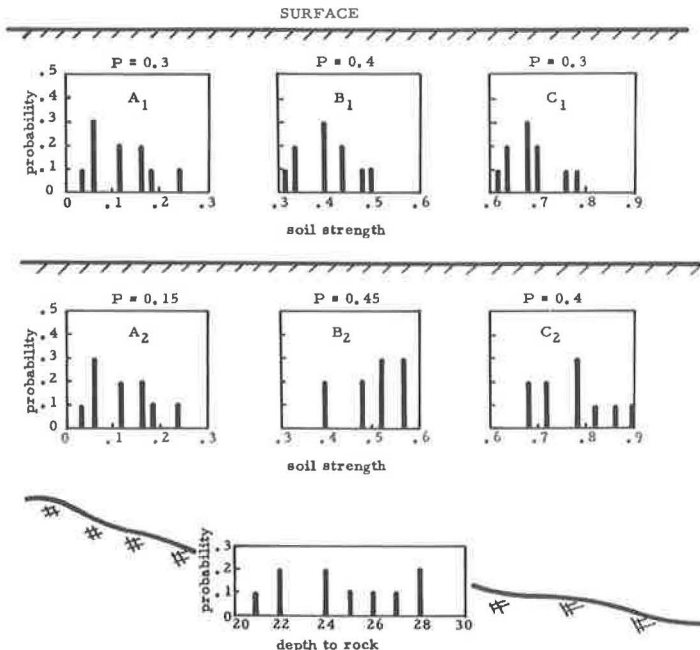 SURFACE
P = 0.3 P = 0.4 P = 0.3
.5
.4
.3
.2
.1
0
probability
A1 B1 C1
0 .1 .2 .3 .3 .4 .5 .6 .6 .7 .8 .9
soil strength
P = 0.15 P = 0.45 P = 0.4
.5
.4
.3
.2
.1
0
probability
A2 B2 C2
0 .1 .2 .3 .3 .4 .5 .6 .6 .7 .8 .9
soil strength
.3
.2
.1
0
probability
20 22 24 26 28 30
depth to rock